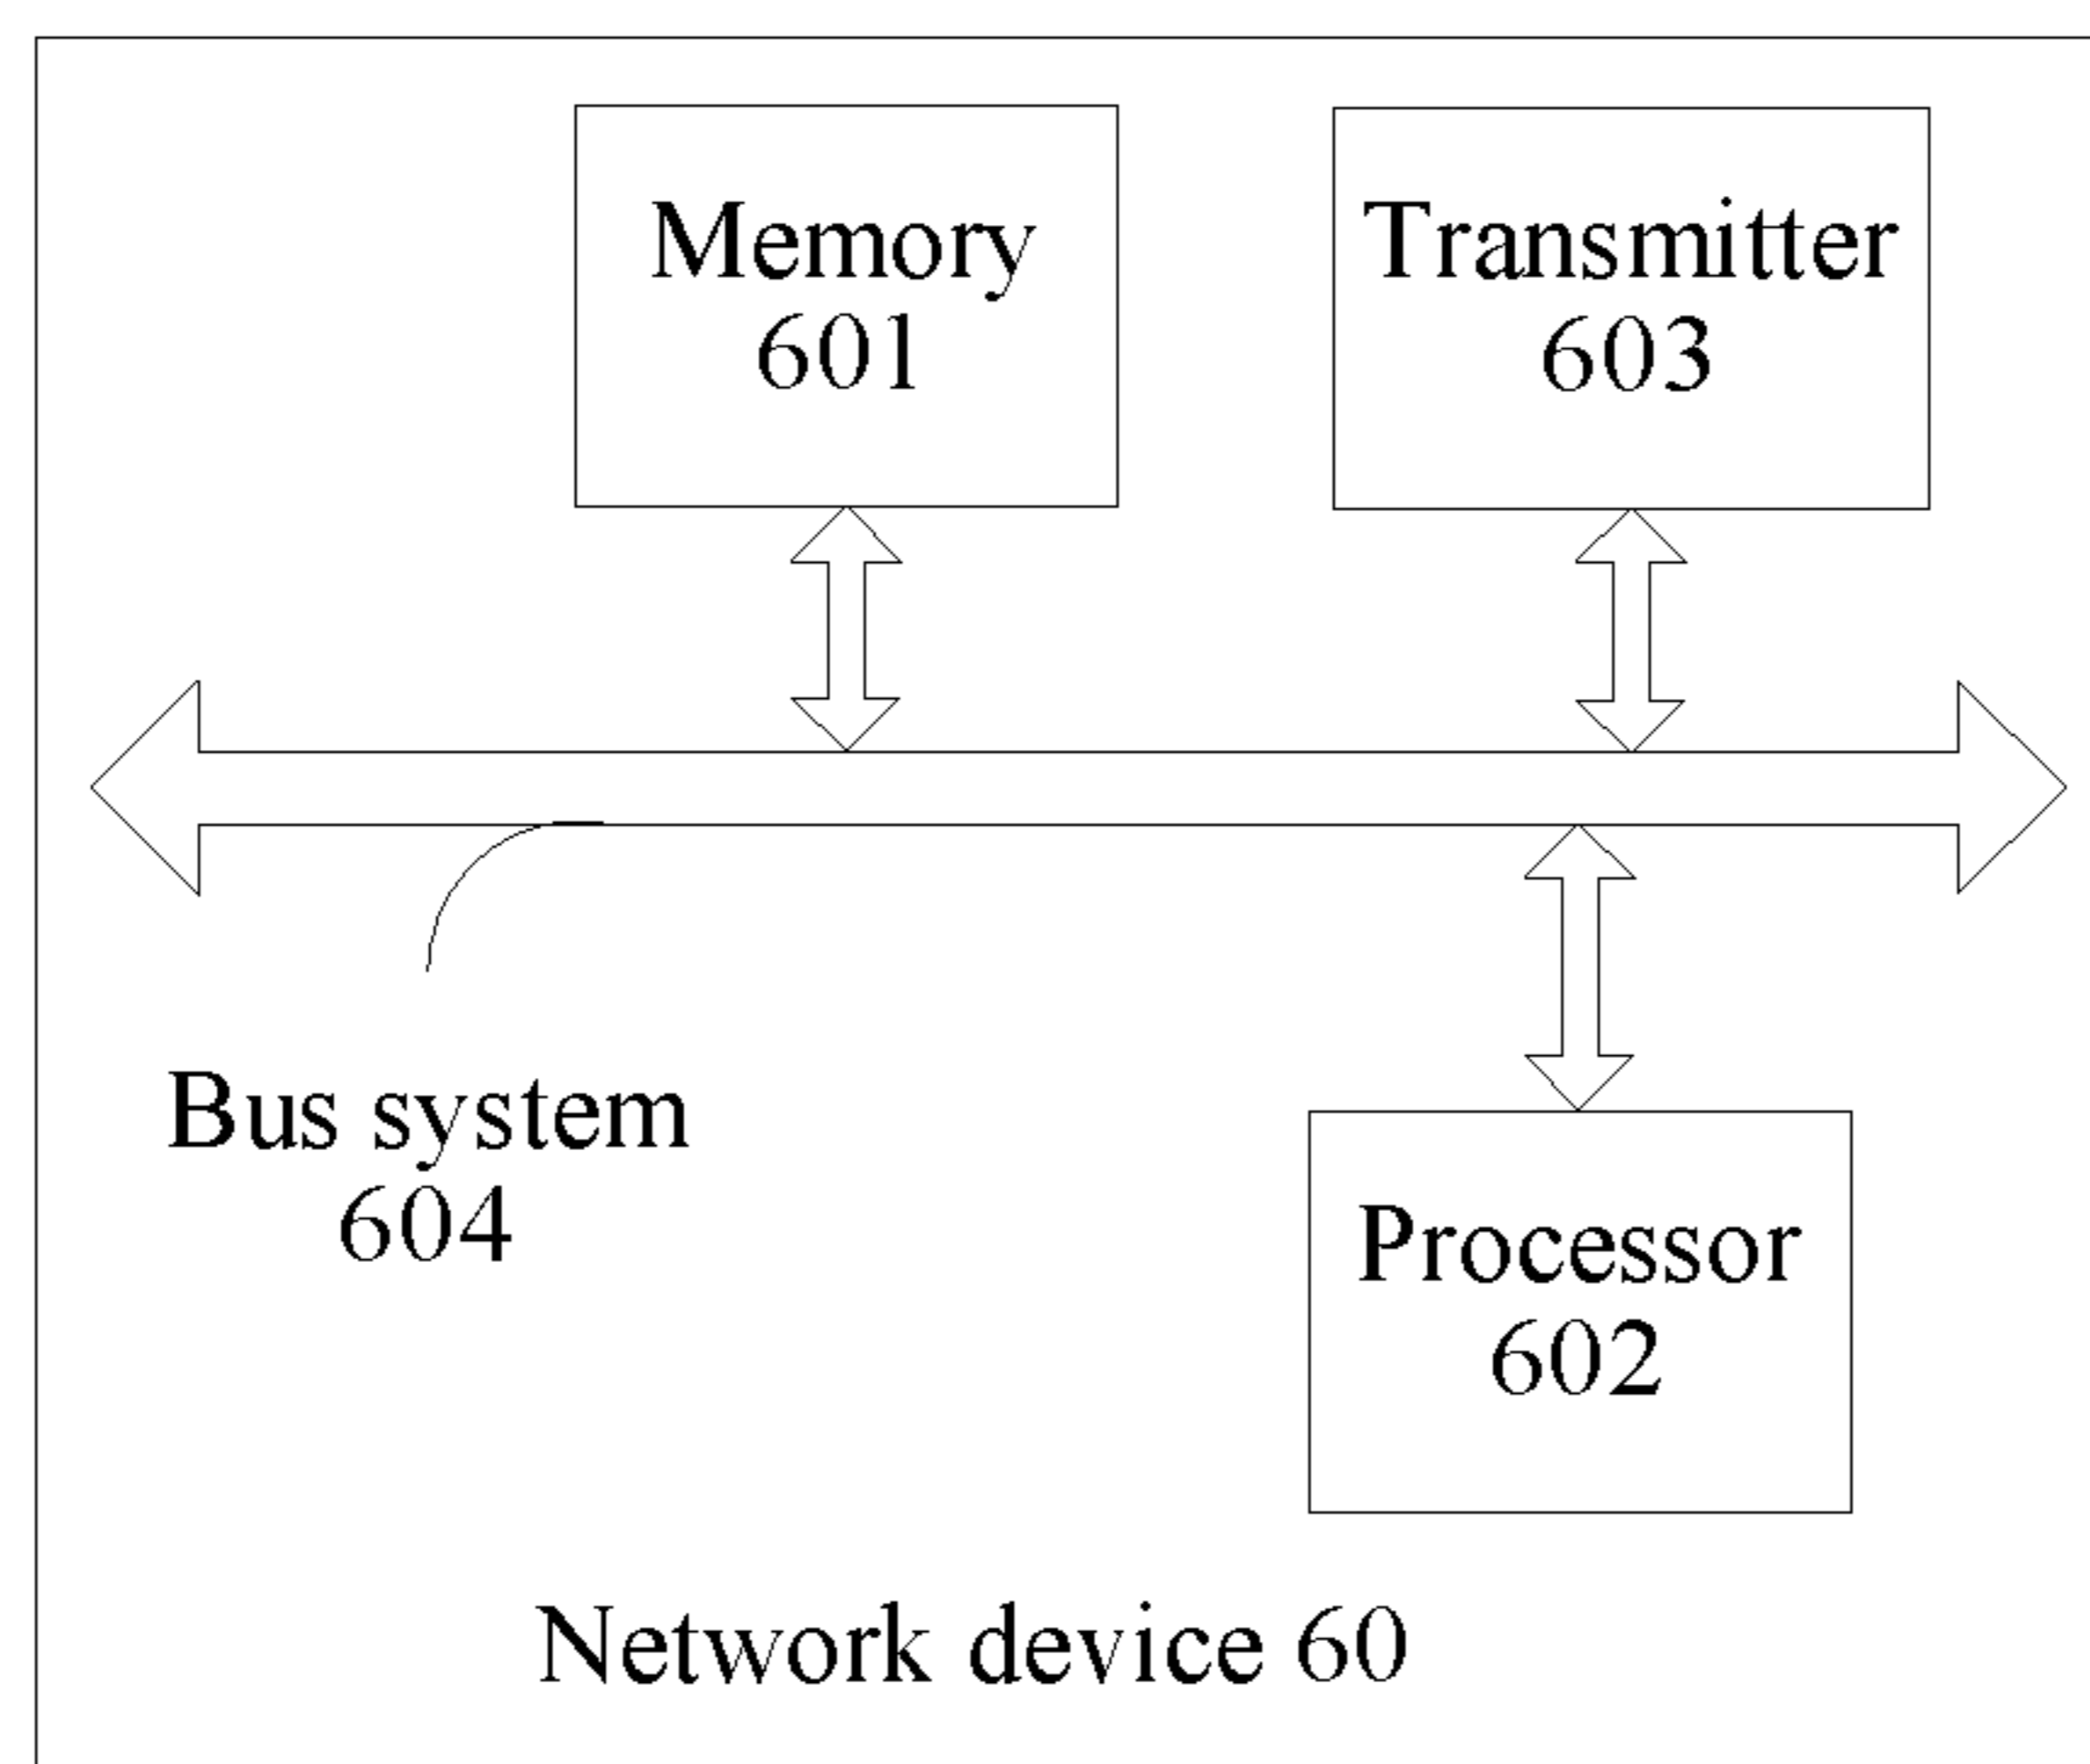 Memory
601
Transmitter
603
Bus system
604
Processor
602
Network device 60